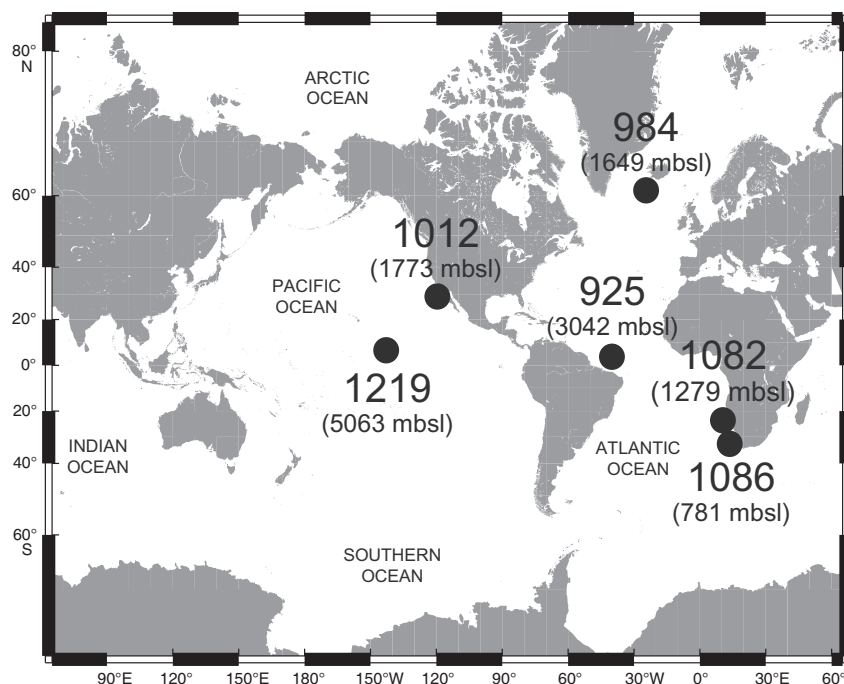 80°
N
ARCTIC
OCEAN
984
(1649 mbsl)
60°
1012
(1773 mbsl)
40°
PACIFIC
OCEAN
925
(3042 mbsl)
20°
1082
(1279 mbsl)
0°
1219
(5063 mbsl)
20°
INDIAN
OCEAN
ATLANTIC
OCEAN
40°
1086
(781 mbsl)
60°
S
SOUTHERN
OCEAN
90°E 120° 150°E 180° 150°W 120° 90° 60° 30°W 0° 30°E 60°